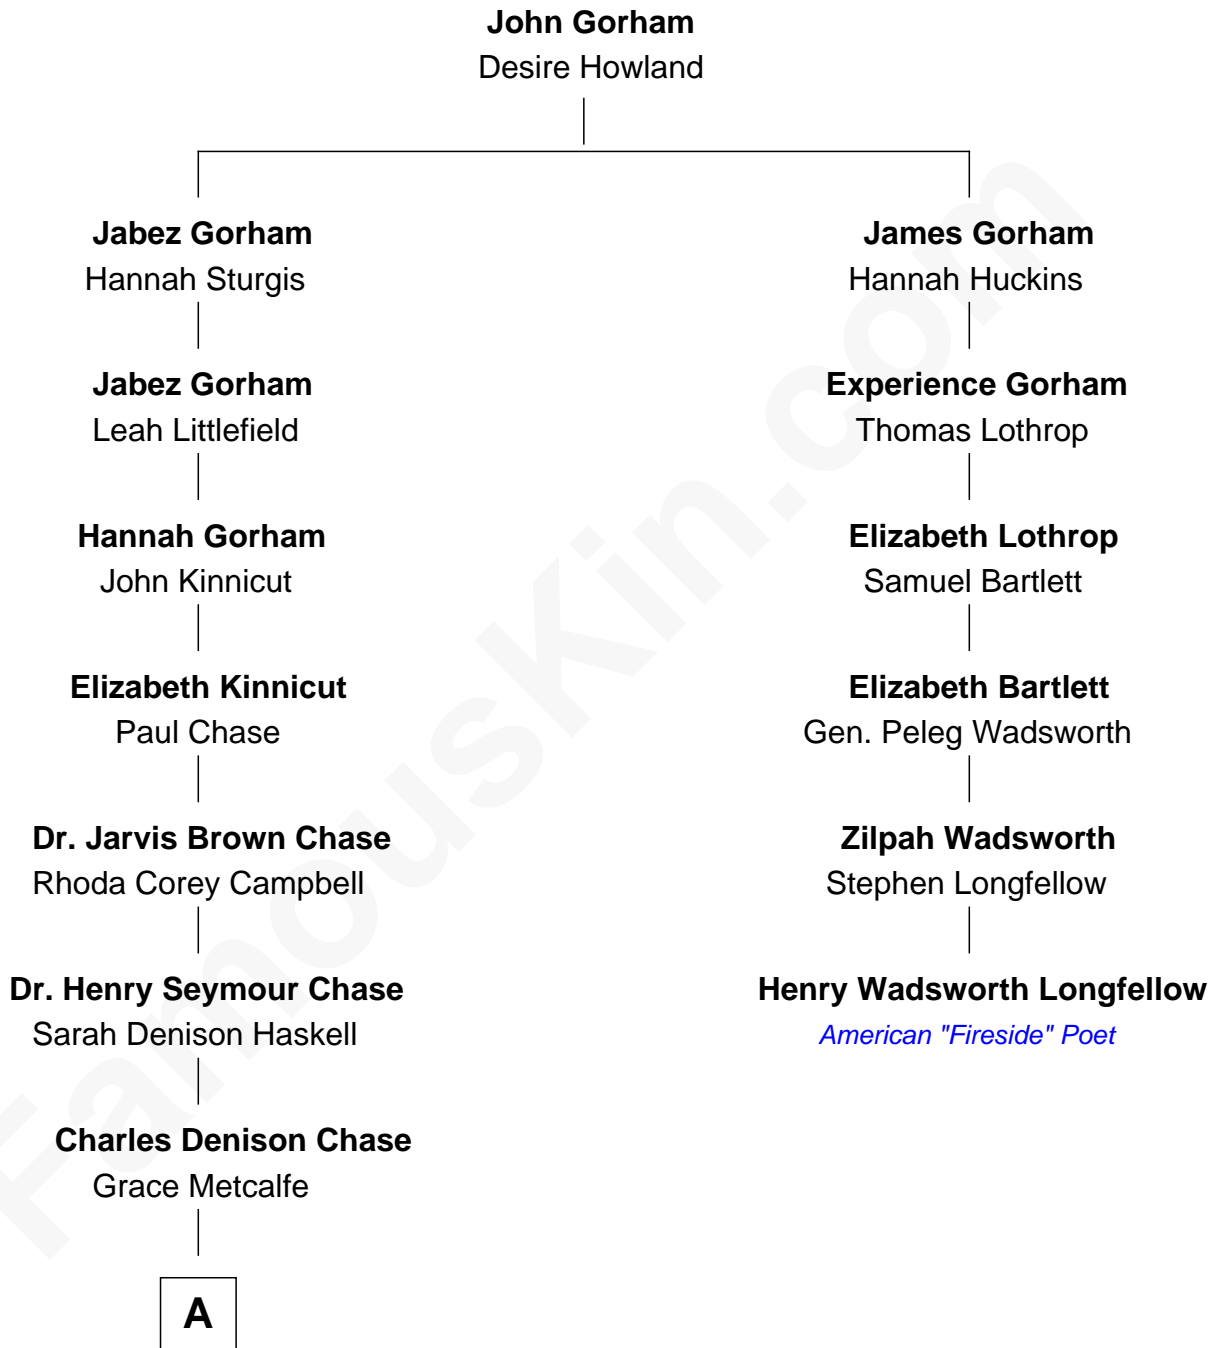 John Gorham
Desire Howland
Jabez Gorham
Hannah Sturgis
James Gorham
Hannah Huckins
Jabez Gorham
Leah Littlefield
Experience Gorham
Thomas Lothrop
Hannah Gorham
John Kinnicut
Elizabeth Lothrop
Samuel Bartlett
Elizabeth Kinnicut
Paul Chase
Elizabeth Bartlett
Gen. Peleg Wadsworth
Dr. Jarvis Brown Chase
Rhoda Corey Campbell
Zilpah Wadsworth
Stephen Longfellow
Dr. Henry Seymour Chase
Sarah Denison Haskell
Henry Wadsworth Longfellow
American "Fireside" Poet
Charles Denison Chase
Grace Metcalfe
A
FamousKin.com